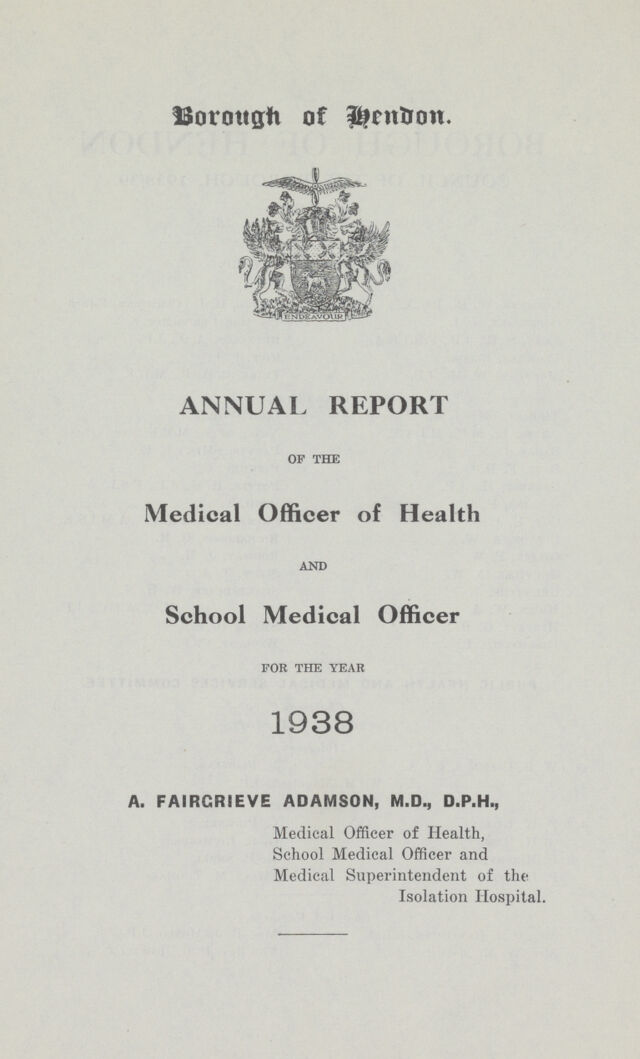 Borough of Hendon.
ENDEAVOUR
ANNUAL REPORT
OF THE
Medical Officer of Health
AND
School Medical Officer
FOR THE YEAR
1938
A. FAIRGRIEVE ADAMSON, M.D., D.P.H.,
Medical Officer of Health,
School Medical Officer and
Medical Superintendent of the
Isolation Hospital.